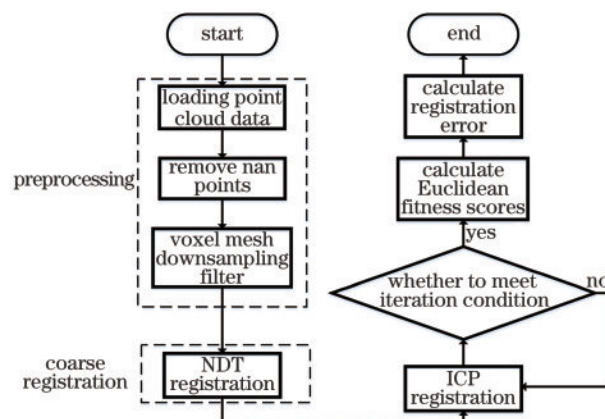 start
loading point
cloud data
remove nan
points
voxel mesh
downsampling
filter
preprocessing
NDT
registration
coarse
registration
end
calculate
registration
error
calculate
Euclidean
fitness scores
yes
whether to meet
iteration condition
no
ICP
registration